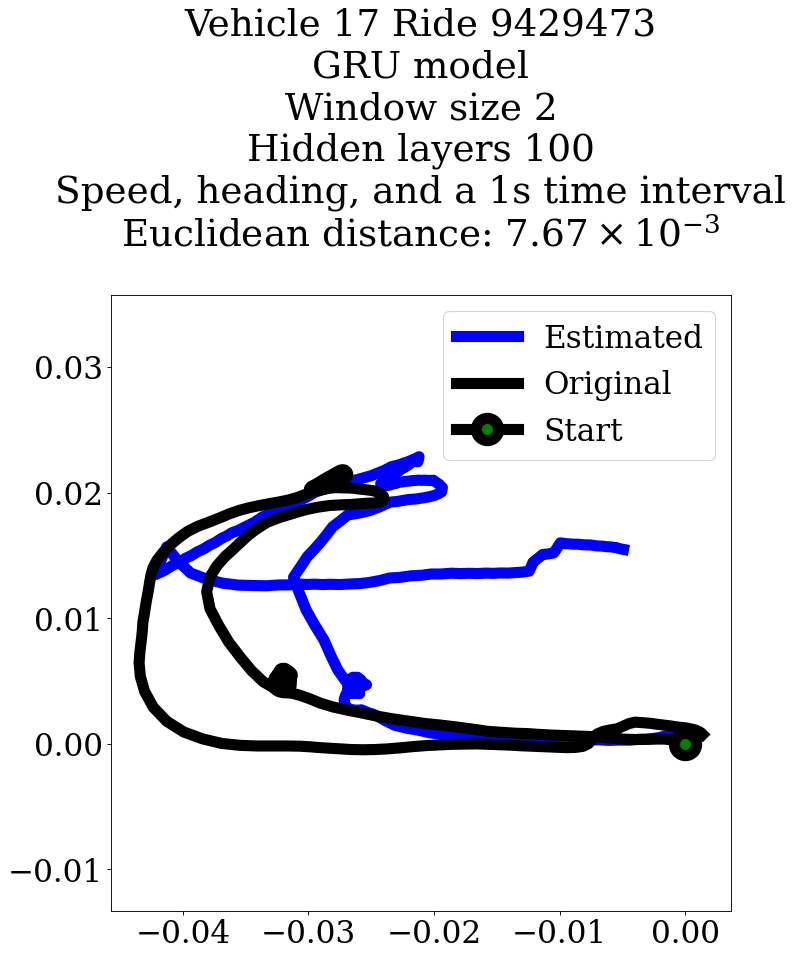 Vehicle 17 Ride 9429473
GRU model
Window size 2
Hidden layers 100
Speed, heading, and a 1s time interval
Euclidean distance: 7.67 × 10⁻³
Estimated
Original
Start
0.03
0.02
0.01
0.00
−0.01
−0.04 −0.03 −0.02 −0.01 0.00